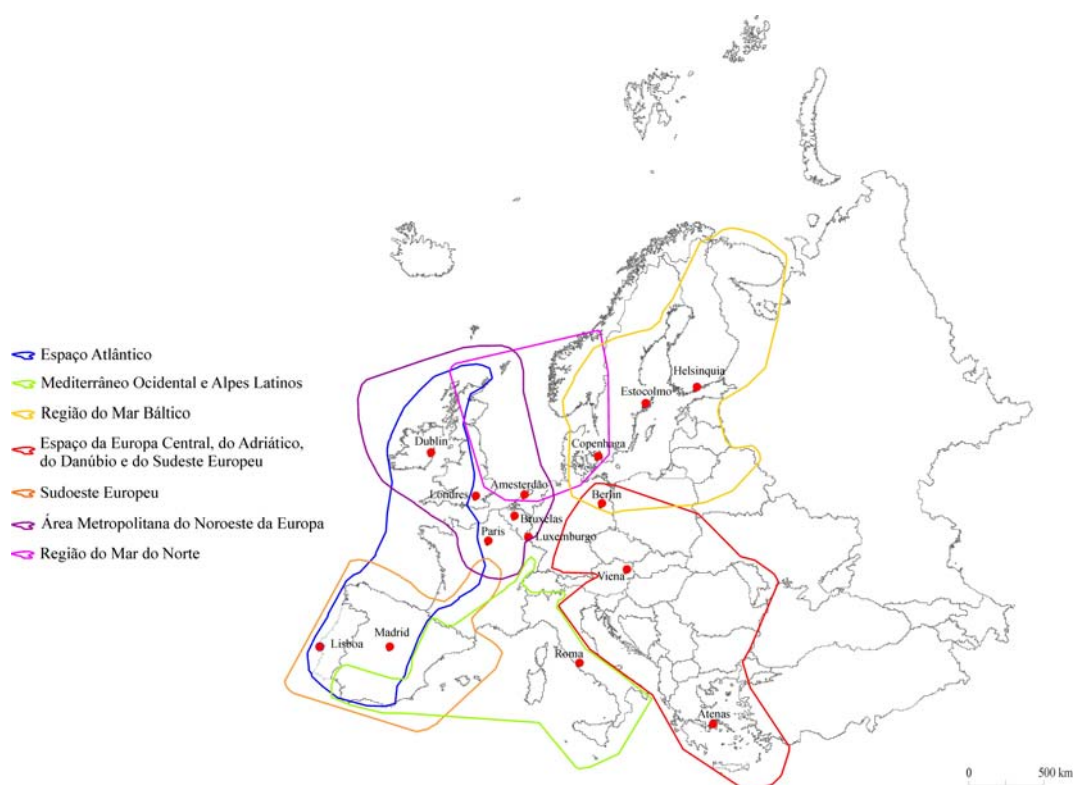 Espaço Atlântico
Mediterrâneo Ocidental e Alpes Latinos
Região do Mar Báltico
Espaço da Europa Central, do Adriático,
do Danúbio e do Sudeste Europeu
Sudoeste Europeu
Área Metropolitana do Noroeste da Europa
Região do Mar do Norte
Helsinquia
Estocolmo
Copenhaga
Dublin
Londres
Amesterdão
Berlin
Bruxelas
Paris
Luxemburgo
Viena
Lisboa
Madrid
Roma
Atenas
0 500 km